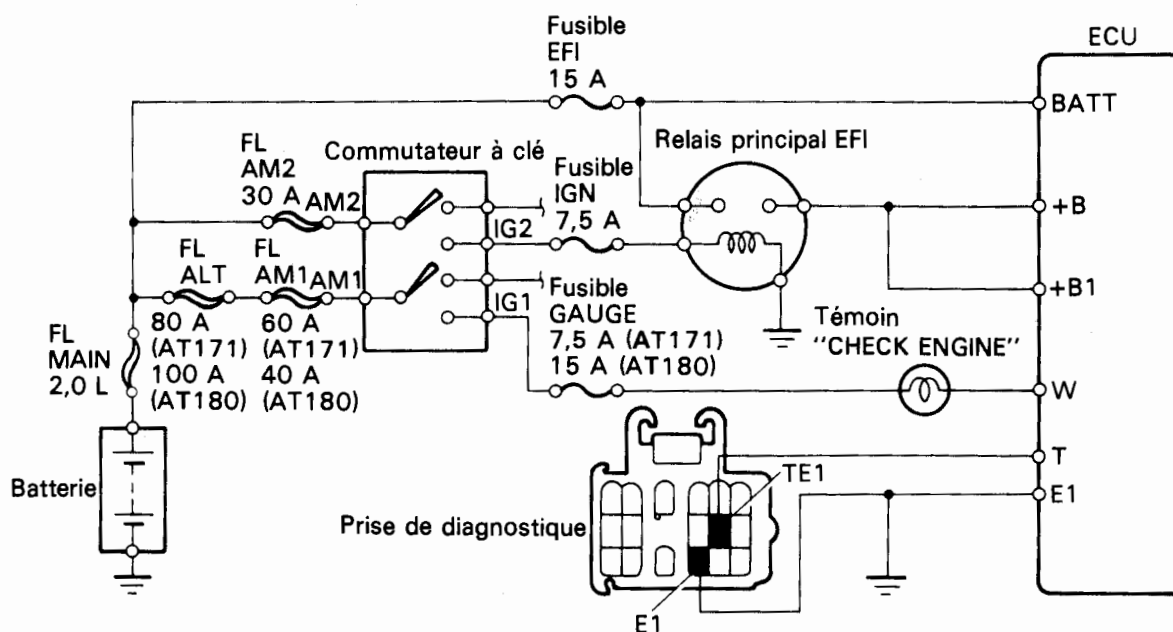 Fusible
EFI
15 A
ECU
BATT
FL
AM2
30 A
AM2
Commutateur à clé
Fusible
IGN
7,5 A
Relais principal EFI
+B
IG2
FL
ALT
FL
AM1
AM1
IG1
+B1
80 A
(AT171)
100 A
(AT180)
60 A
(AT171)
40 A
(AT180)
Fusible
GAUGE
7,5 A (AT171)
15 A (AT180)
Témoin
"CHECK ENGINE"
FL
MAIN
2,0 L
W
T
TE1
E1
Batterie
Prise de diagnostique
E1